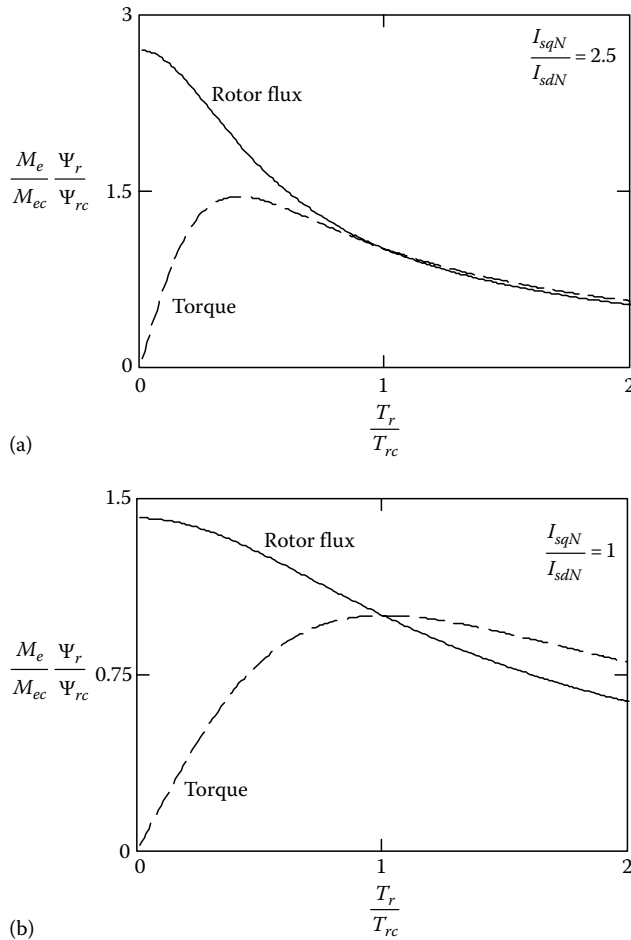 3
I_sqN / I_sdN = 2.5
Rotor flux
M_e / M_ec Ψ_r / Ψ_rc
1.5
Torque
0
0 1 2
T_r / T_rc
(a)
1.5
Rotor flux
I_sqN / I_sdN = 1
M_e / M_ec Ψ_r / Ψ_rc
0.75
Torque
0
0 1 2
T_r / T_rc
(b)